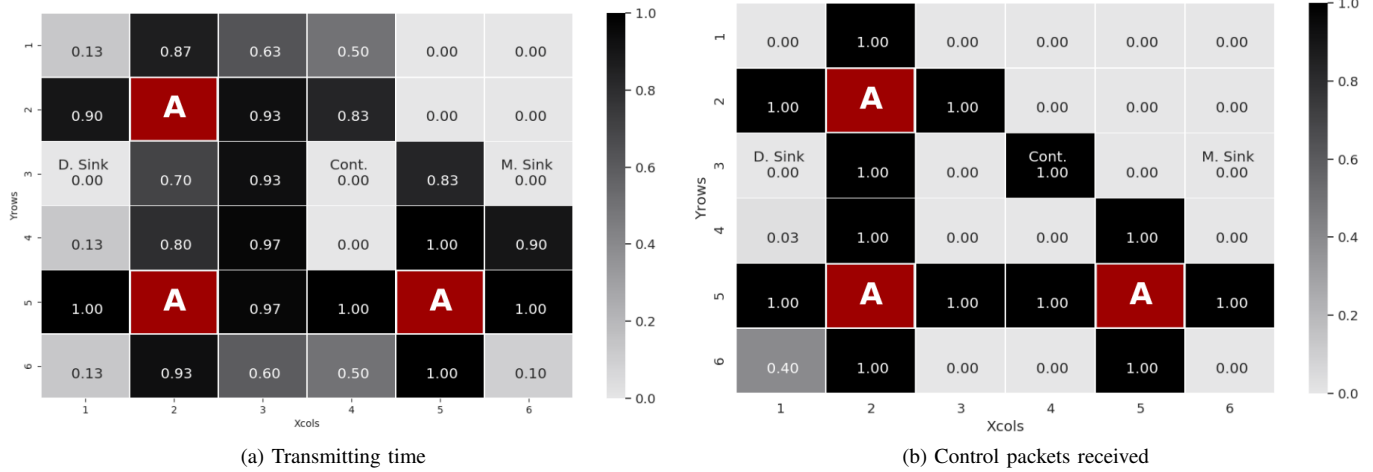 1 0.13 0.87 0.63 0.50 0.00 0.00
2 0.90 A 0.93 0.83 0.00 0.00
D. Sink Cont. M. Sink
3 0.00 0.70 0.93 0.00 0.83 0.00
4 0.13 0.80 0.97 0.00 1.00 0.90
5 1.00 A 0.97 1.00 A 1.00
6 0.13 0.93 0.60 0.50 1.00 0.10
1 2 3 4 5 6
Xcols
Yrows
1.0
0.8
0.6
0.4
0.2
0.0
(a) Transmitting time
1 0.00 1.00 0.00 0.00 0.00 0.00
2 1.00 A 1.00 0.00 0.00 0.00
D. Sink Cont. M. Sink
3 0.00 1.00 0.00 1.00 0.00 0.00
4 0.03 1.00 0.00 0.00 1.00 0.00
5 1.00 A 1.00 1.00 A 1.00
6 0.40 1.00 0.00 0.00 1.00 0.00
1 2 3 4 5 6
Xcols
Yrows
1.0
0.8
0.6
0.4
0.2
0.0
(b) Control packets received